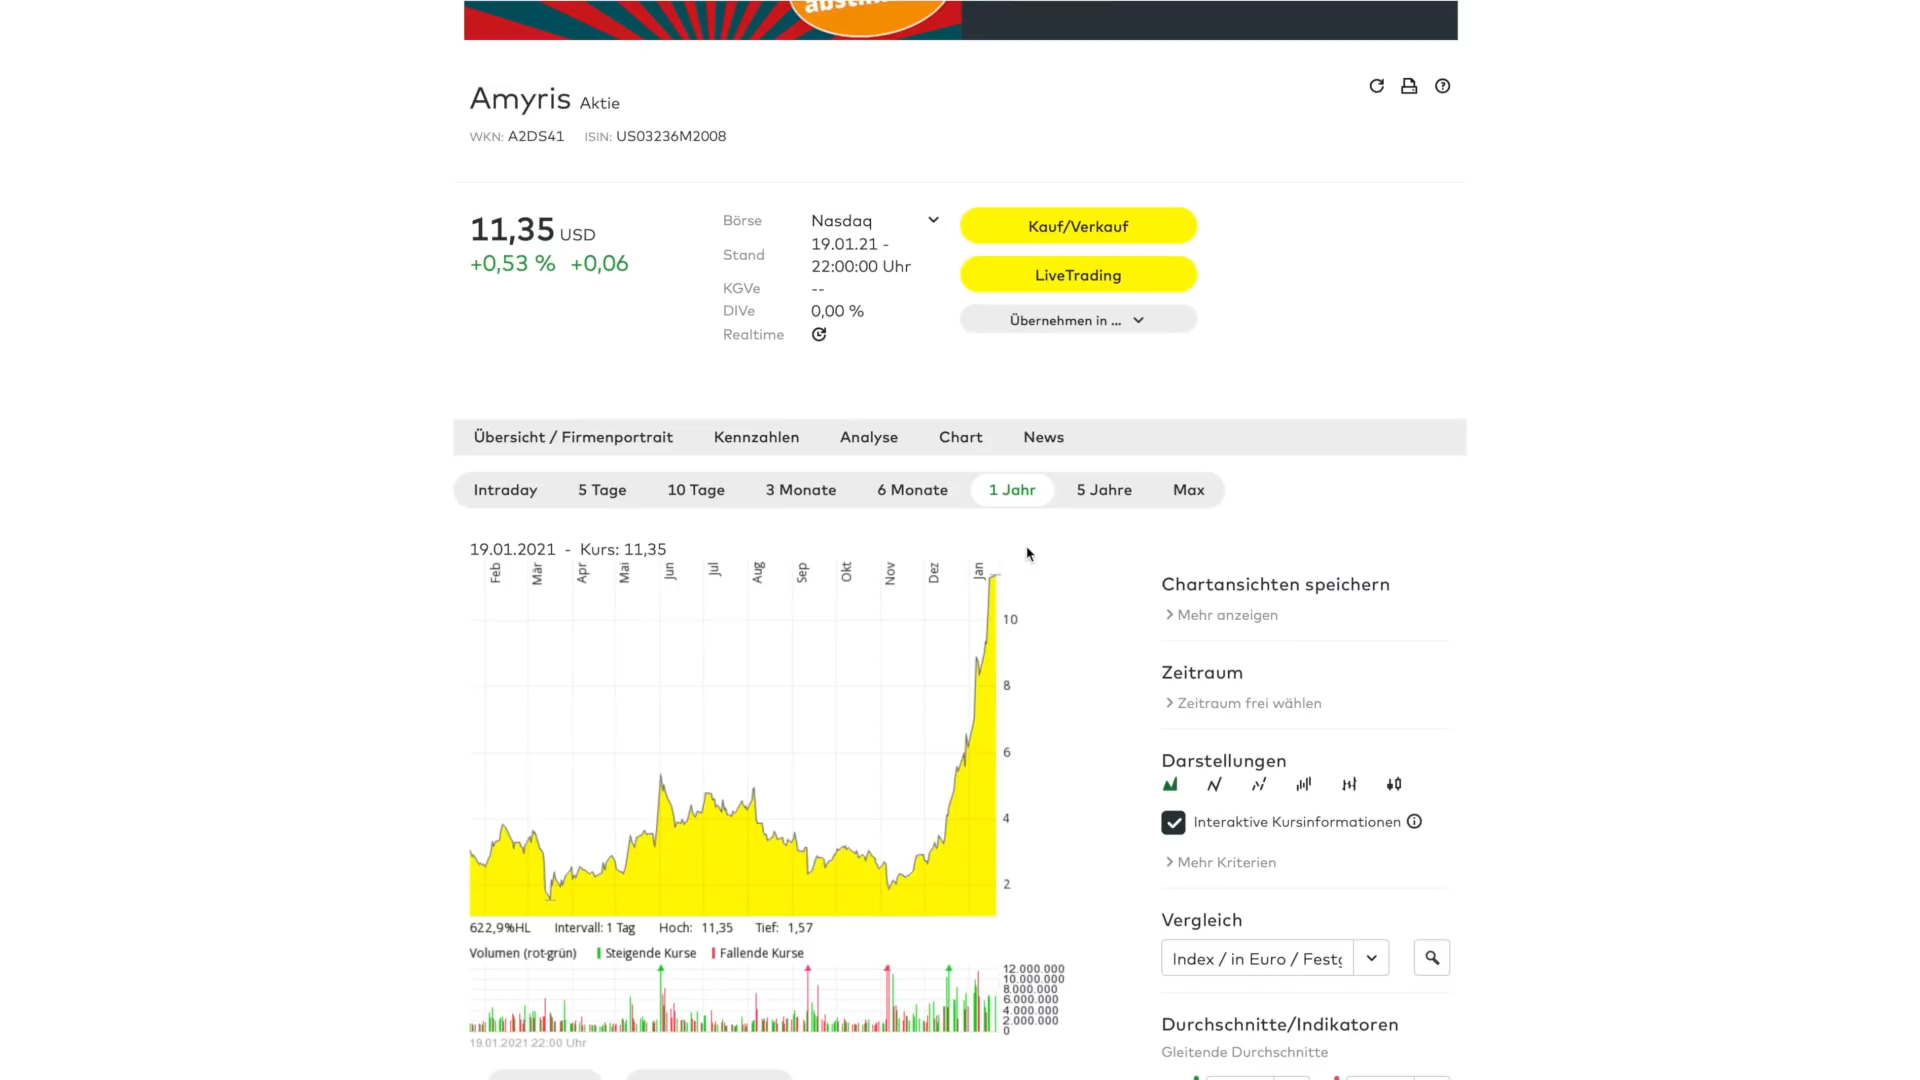 Amyris Aktie
WKN: A2DS41 ISIN: US03236M2008
11,35 USD
+0,53 % +0,06
Börse Nasdaq
Stand 19.01.21 -
22:00:00 Uhr
KGVe --
DIVe 0,00 %
Realtime
Kauf/Verkauf
LiveTrading
Übernehmen in ...
Übersicht / Firmenportrait Kennzahlen Analyse Chart News
Intraday 5 Tage 10 Tage 3 Monate 6 Monate 1 Jahr 5 Jahre Max
19.01.2021 - Kurs: 11,35
Feb Mär Apr Mai Jun Jul Aug Sep Okt Nov Dez Jan
10
8
6
4
2
622,9%HL Intervall: 1 Tag Hoch: 11,35 Tief: 1,57
Volumen (rot-grün) Steigende Kurse Fallende Kurse
12.000.000
10.000.000
8.000.000
6.000.000
4.000.000
2.000.000
0
19.01.2021 22:00 Uhr
Chartansichten speichern
Mehr anzeigen
Zeitraum
Zeitraum frei wählen
Darstellungen
Interaktive Kursinformationen
Mehr Kriterien
Vergleich
Index / in Euro / Festg
Durchschnitte/Indikatoren
Gleitende Durchschnitte